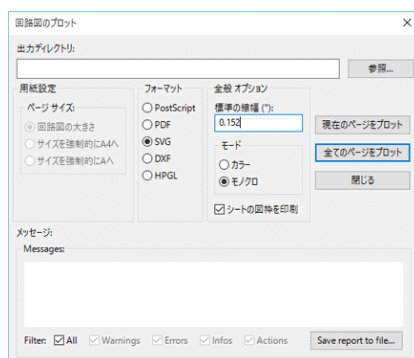 回路図のプロット
出力ディレクトリ:
参照...
用紙設定
ページ サイズ:
回路図の大きさ
サイズを強制的にA4へ
サイズを強制的にAへ
フォーマット
PostScript
PDF
SVG
DXF
HPGL
全般 オプション
標準の線幅 ("):
0.152
モード
カラー
モノクロ
シートの図枠を印刷
現在のページをプロット
全てのページをプロット
閉じる
メッセージ:
Messages:
Filter: All Warnings Errors Infos Actions
Save report to file...